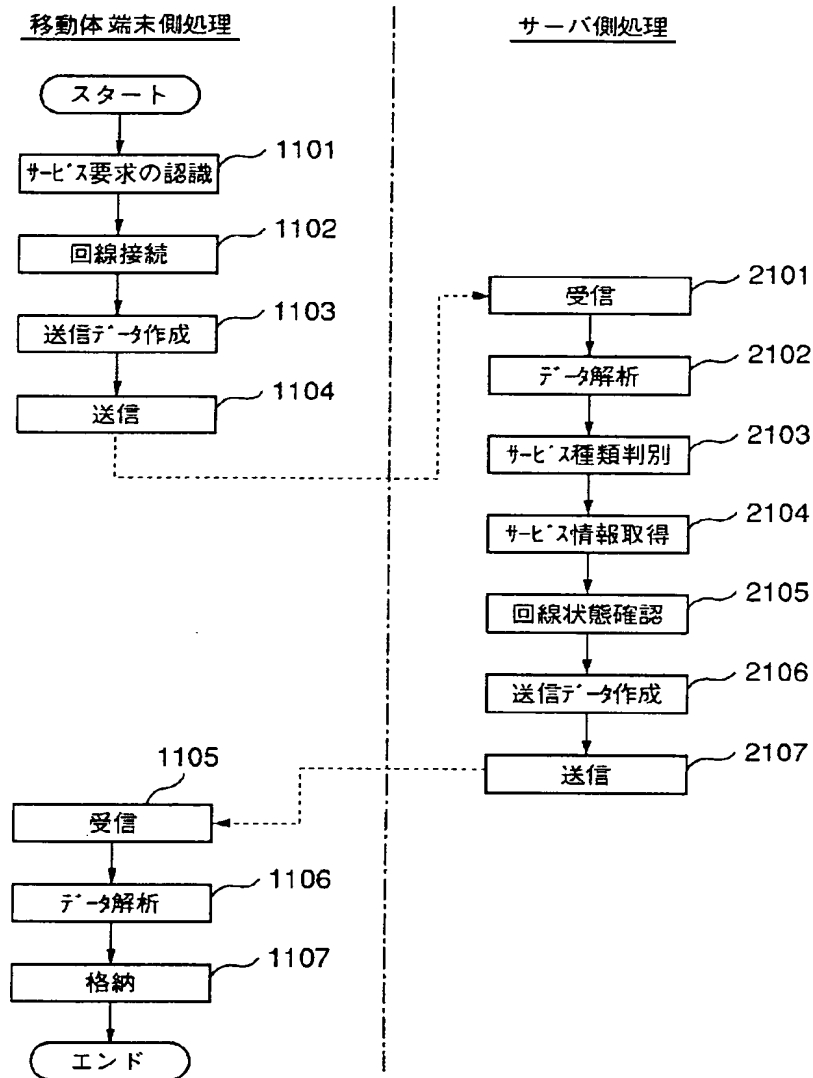 移動体端末側処理
サーバ側処理
スタート
サービス要求の認識
1101
回線接続
1102
送信データ作成
1103
送信
1104
受信
2101
データ解析
2102
サービス種類判別
2103
サービス情報取得
2104
回線状態確認
2105
送信データ作成
2106
送信
2107
1105
受信
データ解析
1106
格納
1107
エンド